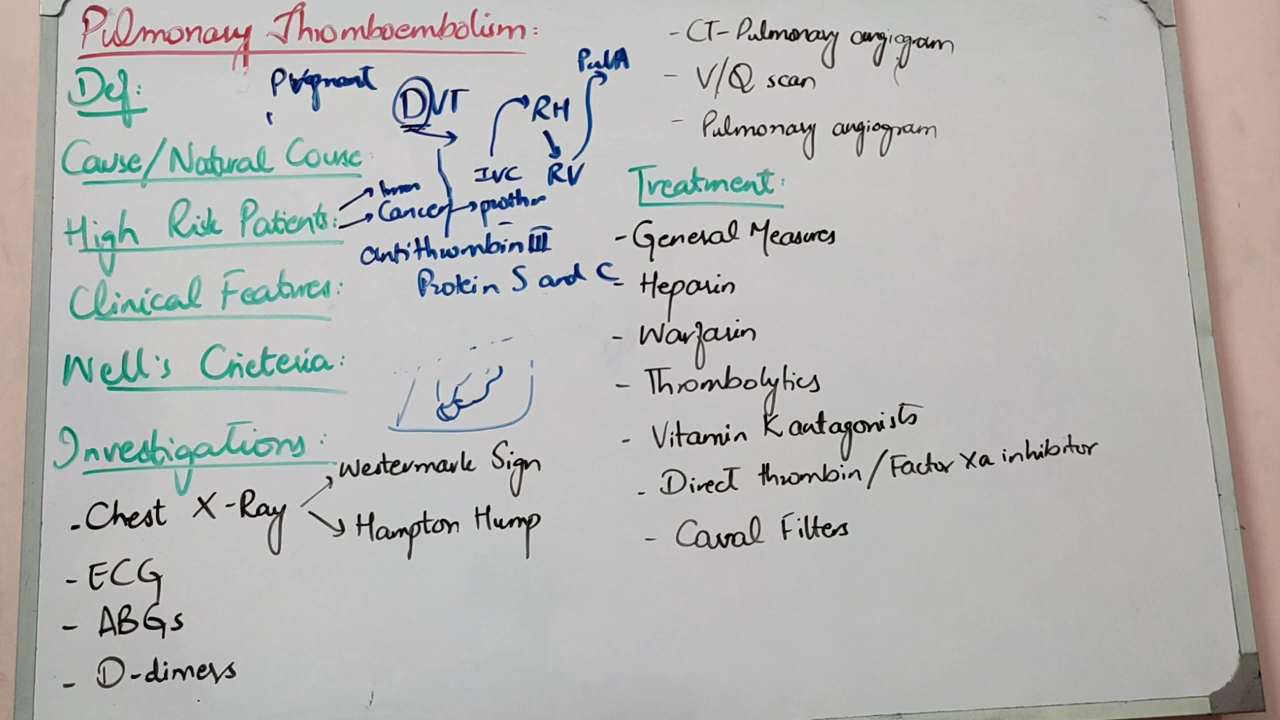 Pulmonary Thromboembolism:
Def:
Pregnant
DVT
RH
PulA
IVC
RV
Cause/Natural Couse
High Risk Patients:
Cancer
antithrombin III
Protein S and C
Clinical Features:
Well's Crieteria:
Investigations:
- Chest X-Ray
Westermark Sign
Hampton Hump
- ECG
- ABGs
- D-dimers
- CT-Pulmonary angiogram
- V/Q scan
- Pulmonary angiogram
Treatment:
- General Measures
- Heparin
- Warfarin
- Thrombolytics
- Vitamin K antagonists
- Direct thrombin/Factor Xa inhibitor
- Caval Filters